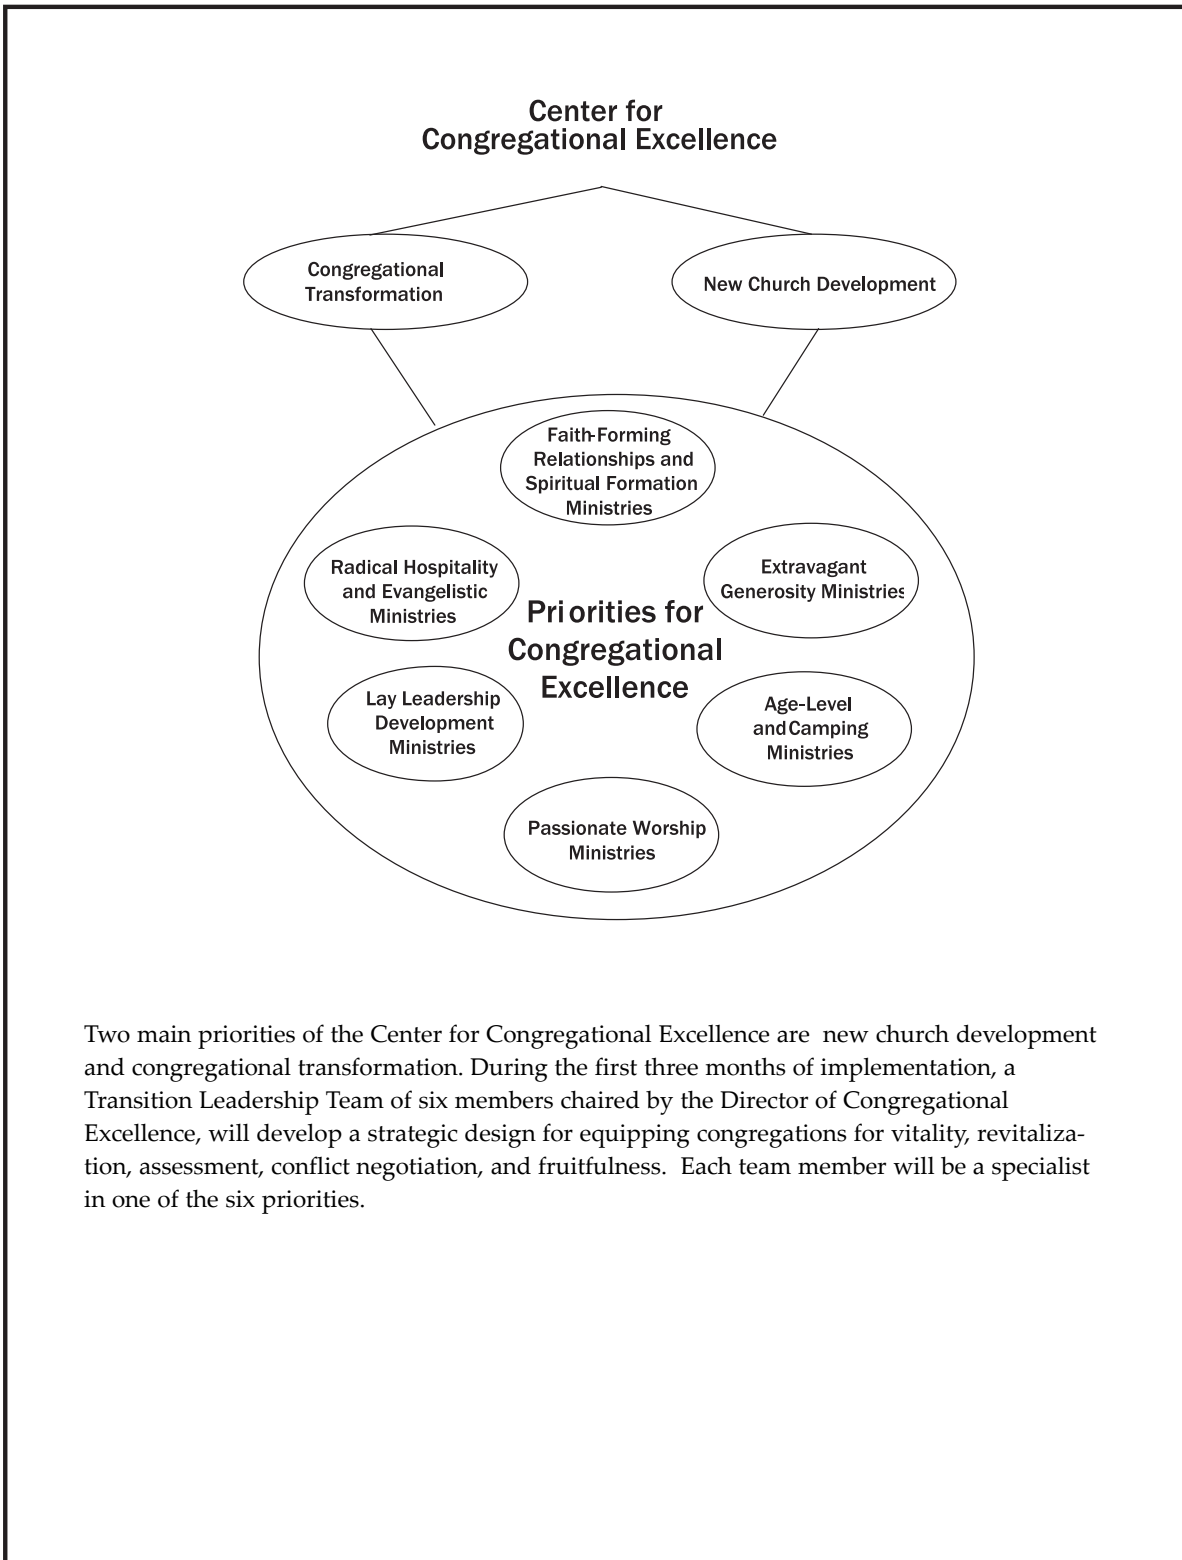 Center for
Congregational Excellence
Congregational
Transformation
New Church Development
Faith-Forming
Relationships and
Spiritual Formation
Ministries
Radical Hospitality
and Evangelistic
Ministries
Extravagant
Generosity Ministries
Priorities for
Congregational
Excellence
Lay Leadership
Development
Ministries
Age-Level
and Camping
Ministries
Passionate Worship
Ministries
Two main priorities of the Center for Congregational Excellence are  new church development
and congregational transformation. During the first three months of implementation, a
Transition Leadership Team of six members chaired by the Director of Congregational
Excellence, will develop a strategic design for equipping congregations for vitality, revitaliza-
tion, assessment, conflict negotiation, and fruitfulness.  Each team member will be a specialist
in one of the six priorities.